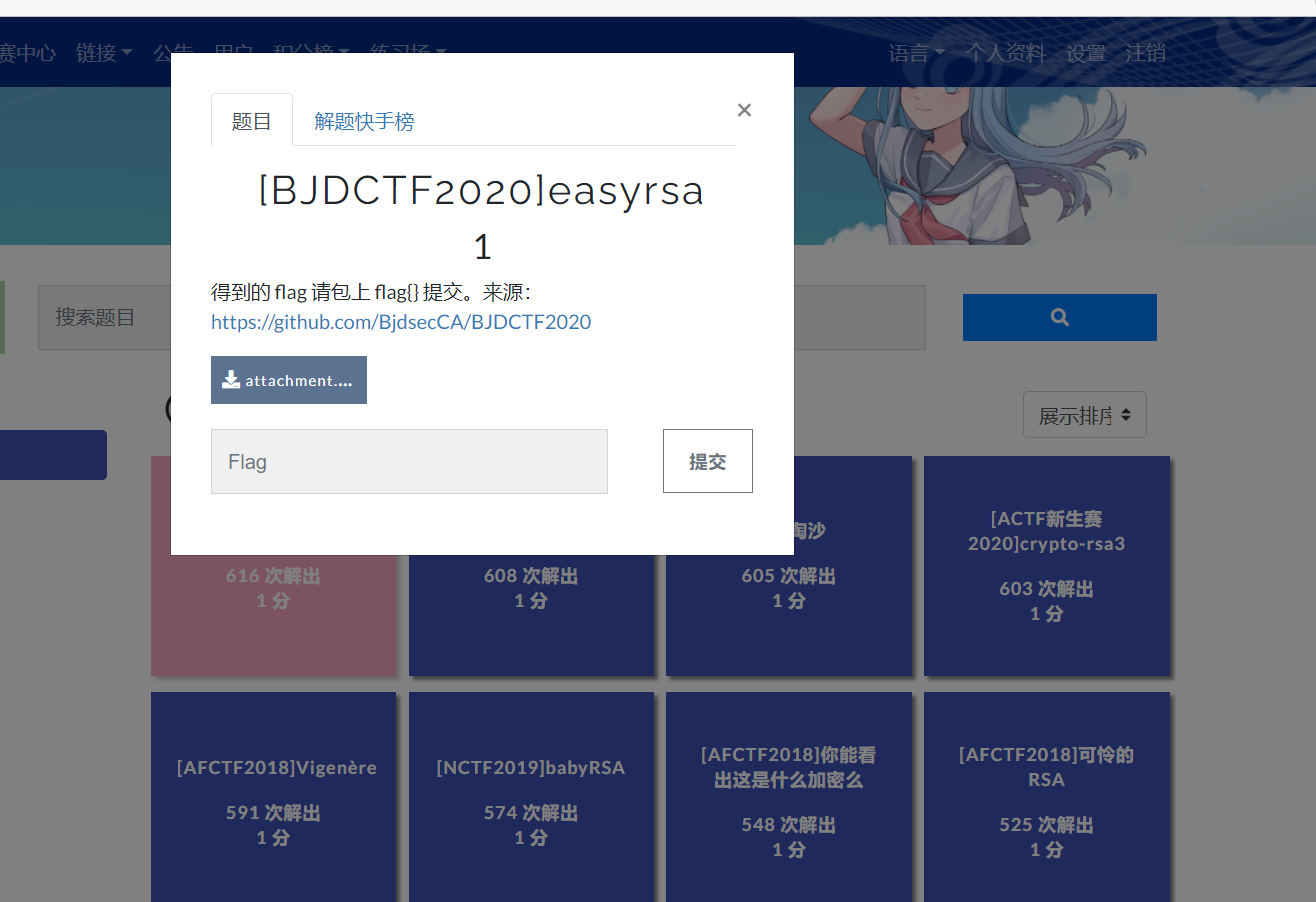 赛中心 链接 公告 用户 积分榜 练习场 语言 个人资料 设置 注销
题目 解题快手榜 ×
[BJDCTF2020]easyrsa
1
得到的 flag 请包上 flag{} 提交。来源：
https://github.com/BjdsecCA/BJDCTF2020
attachment....
Flag 提交
搜索题目
展示排序
616 次解出
1 分
608 次解出
1 分
淘沙
605 次解出
1 分
[ACTF新生赛
2020]crypto-rsa3
603 次解出
1 分
[AFCTF2018]Vigenère
591 次解出
1 分
[NCTF2019]babyRSA
574 次解出
1 分
[AFCTF2018]你能看
出这是什么加密么
548 次解出
1 分
[AFCTF2018]可怜的
RSA
525 次解出
1 分